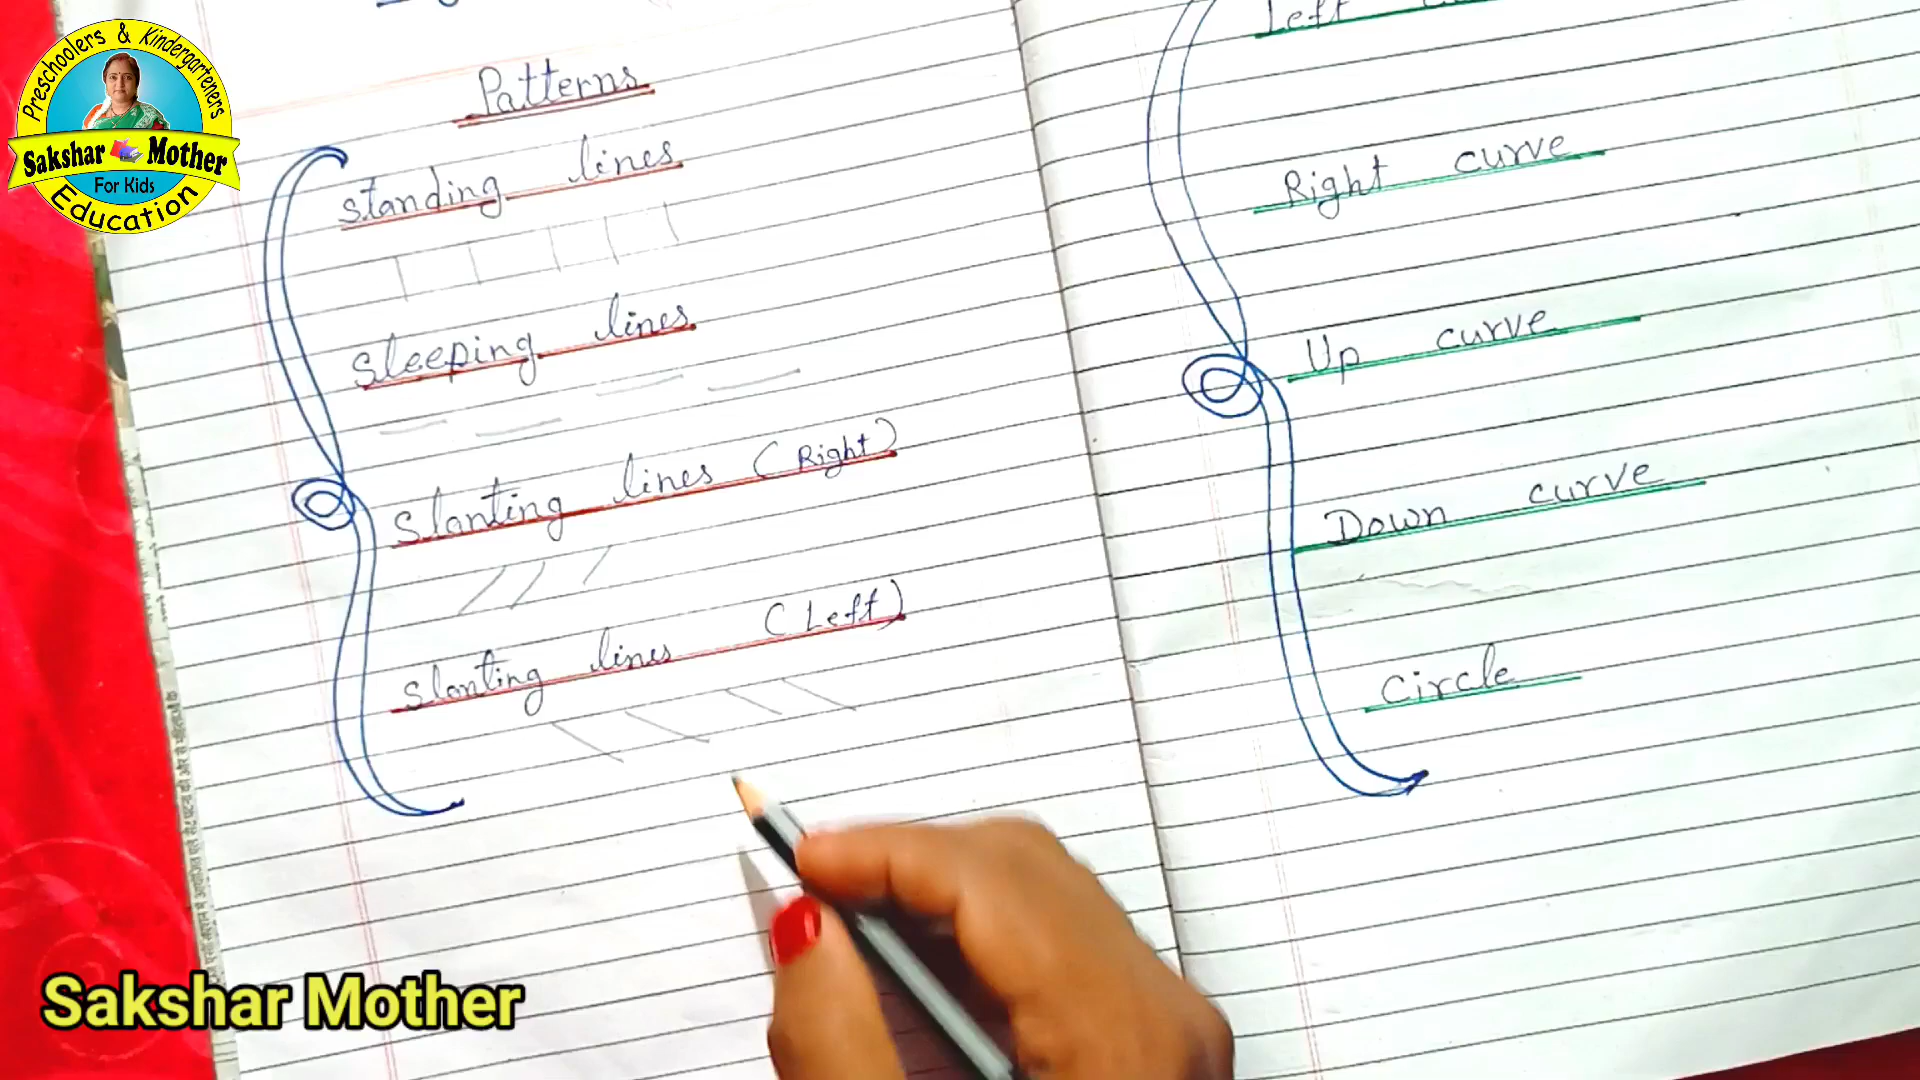 Preschoolers & Kindergarteners
Sakshar Mother
For Kids
Education
Patterns
Standing lines
Sleeping lines
Slanting lines (Right)
Slanting lines (Left)
Left
Right curve
Up curve
Down curve
Circle
Sakshar Mother